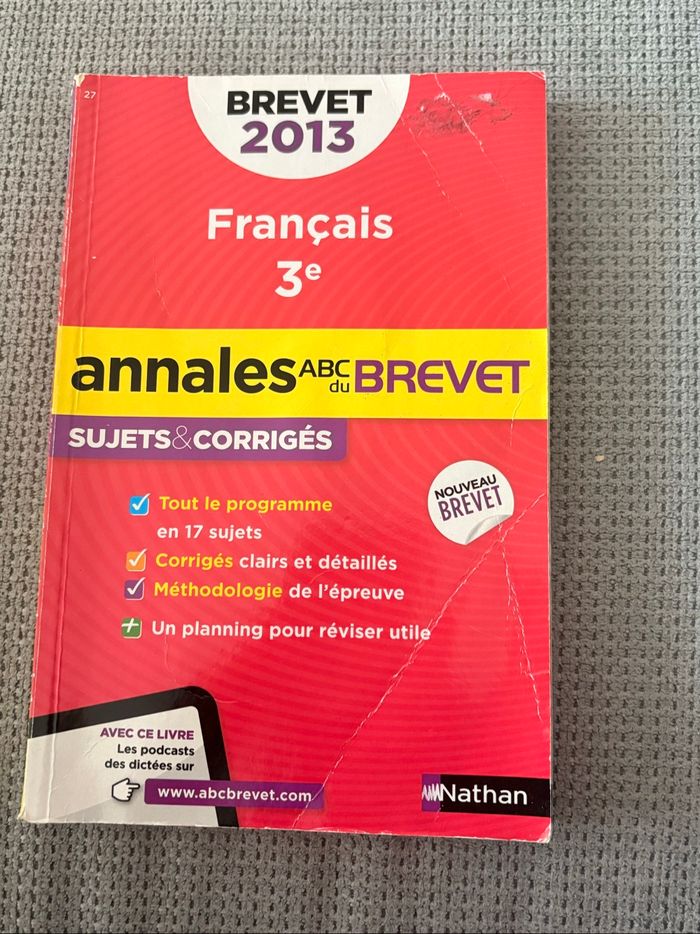 27
BREVET
2013
Français
3e
annales ABC du BREVET
SUJETS&CORRIGÉS
NOUVEAU
BREVET
Tout le programme
en 17 sujets
Corrigés clairs et détaillés
Méthodologie de l'épreuve
Un planning pour réviser utile
AVEC CE LIVRE
Les podcasts
des dictées sur
www.abcbrevet.com
Nathan